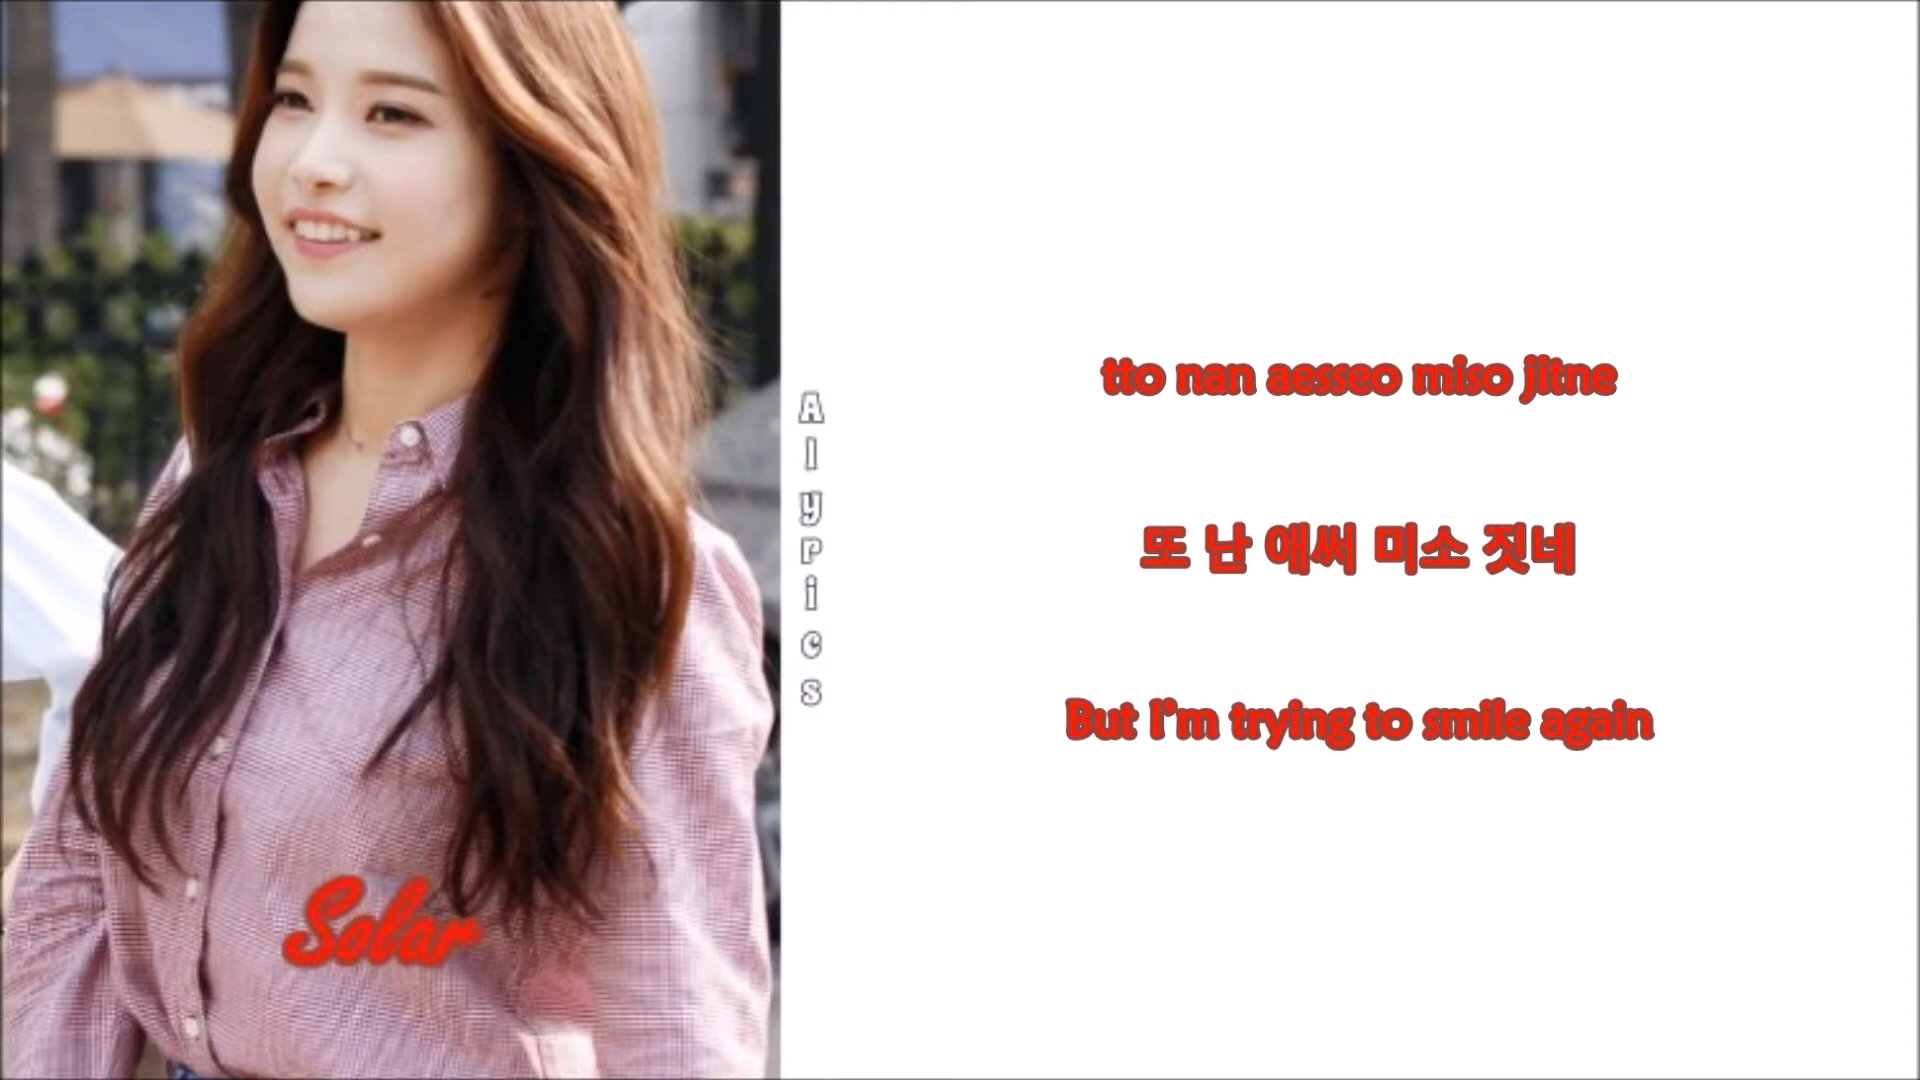 Solar
Alyrics
tto nan aesseo miso jitne
또 난 애써 미소 짓네
But I'm trying to smile again